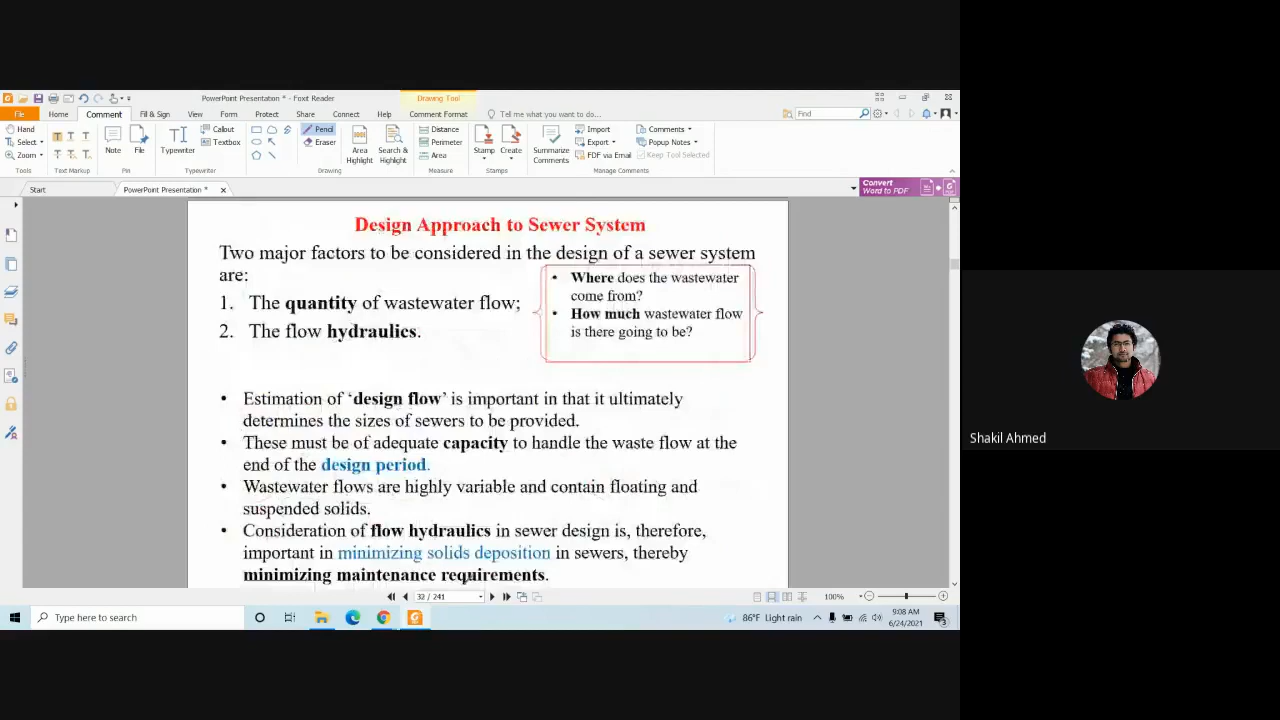 PowerPoint Presentation * - Foxit Reader
Drawing Tool
File Home Comment Fill & Sign View Form Protect Share Connect Help Comment Format Tell me what you want to do... Find
Hand
Select
Zoom
Tools
Text Markup
Note
File
Pin
Typewriter
Callout
Textbox
Typewriter
Pencil
Eraser
Area Highlight
Search & Highlight
Drawing
Distance
Perimeter
Area
Measure
Stamp
Create
Stamps
Summarize Comments
Import
Export
FDF via Email
Comments
Popup Notes
Keep Tool Selected
Manage Comments
Start
PowerPoint Presentation *
Convert
Word to PDF
Design Approach to Sewer System
Two major factors to be considered in the design of a sewer system
are:
1. The quantity of wastewater flow;
2. The flow hydraulics.
• Where does the wastewater
come from?
• How much wastewater flow
is there going to be?
• Estimation of ‘design flow’ is important in that it ultimately
determines the sizes of sewers to be provided.
• These must be of adequate capacity to handle the waste flow at the
end of the design period.
• Wastewater flows are highly variable and contain floating and
suspended solids.
• Consideration of flow hydraulics in sewer design is, therefore,
important in minimizing solids deposition in sewers, thereby
minimizing maintenance requirements.
32 / 241
100%
Type here to search
86°F Light rain
9:08 AM
6/24/2021
3
Shakil Ahmed